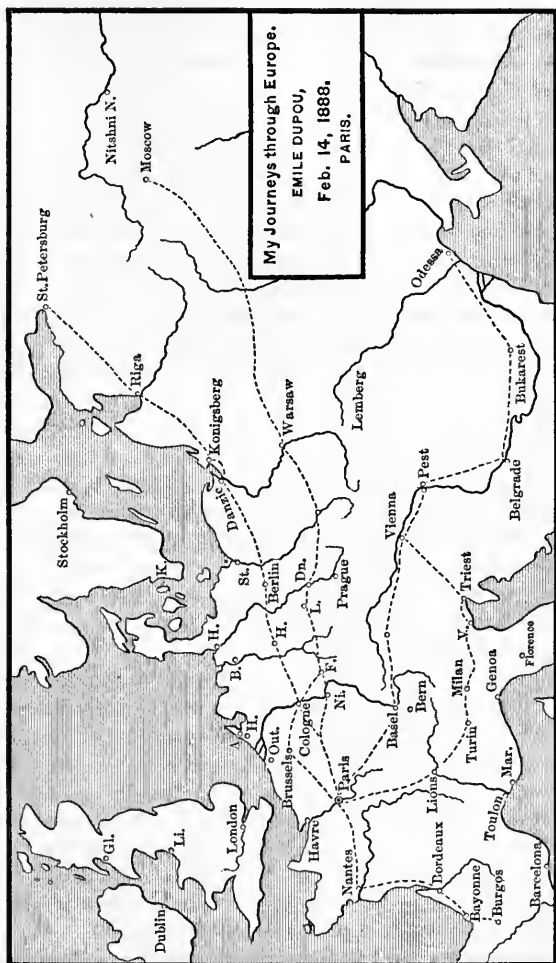 My Journeys through Europe.
EMILE DUPOU,
Feb. 14, 1888.
PARIS.
St. Petersburg
Nitshni N.
Moscow
Stockholm
Riga
K.
Konigsberg
Danzic
Warsaw
Lemberg
Odessa
Gl.
Dublin
Li.
London
H.
B.
St.
Berlin
H.
A
H.
Out.
Cologne
Brussels
L.
Dn.
Prague
F.
Ni.
Vienna
Pest
Belgrade
Bukarest
Havre
Paris
Nantes
Basel
Bern
Lions
Turin
Milan
V.
Triest
Genoa
Florence
Bordeaux
Bayonne
Burgos
Barcelona
Toulon
Mar.